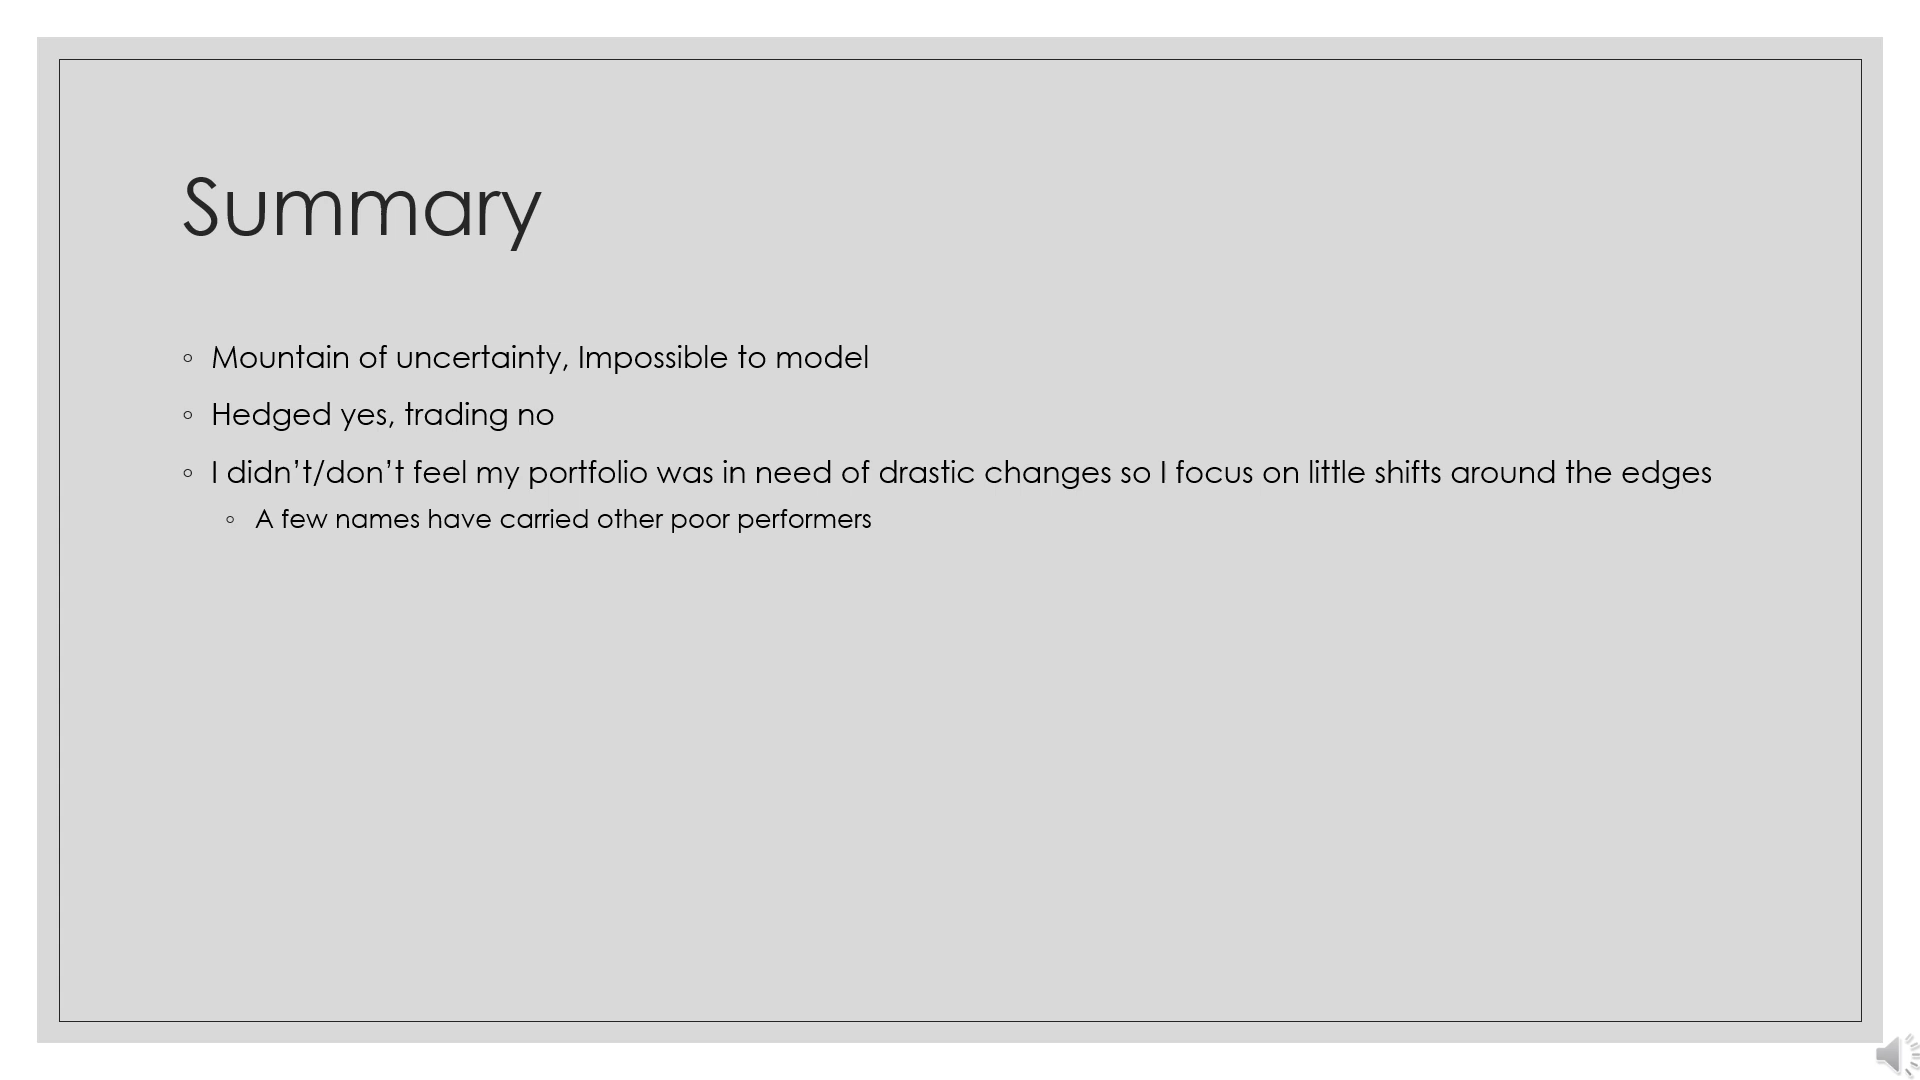 Summary
◦ Mountain of uncertainty, Impossible to model
◦ Hedged yes, trading no
◦ I didn’t/don’t feel my portfolio was in need of drastic changes so I focus on little shifts around the edges
◦ A few names have carried other poor performers